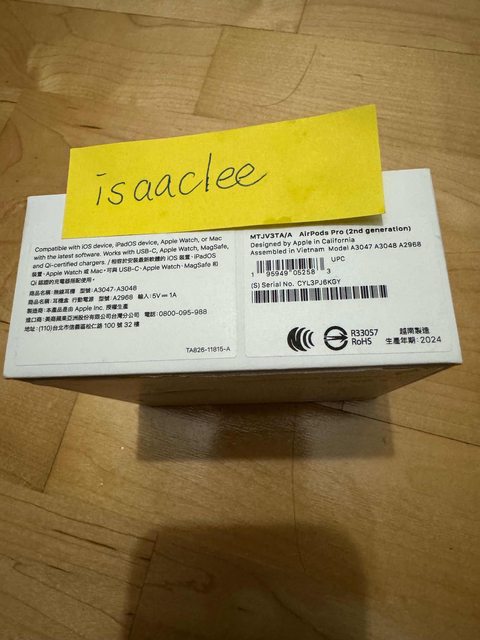 isaaclee
Compatible with iOS device, iPadOS device, Apple Watch, or Mac
with the latest software. Works with USB-C, Apple Watch, MagSafe,
and Qi-certified chargers. / 相容於安裝最新軟體的 iOS 裝置、iPadOS
裝置、Apple Watch 或 Mac。可與 USB-C、Apple Watch、MagSafe 和
Qi 認證的充電器搭配使用。
商品名稱: 無線耳機 型號: A3047、A3048
商品名稱: 耳機盒 行動電源 型號: A2968 輸入: 5V⎓1A
製造商: 本產品是由 Apple Inc. 授權生產
進口商: 美商蘋果亞洲股份有限公司台灣分公司 電話: 0800-095-988
地址: (110)台北市信義區松仁路 100 號 32 樓
TA826-11815-A
MTJV3TA/A AirPods Pro (2nd generation)
Designed by Apple in California
Assembled in Vietnam Model A3047 A3048 A2968
UPC
1 95949 05258 3
(S) Serial No. CYL3PJ6KGY
R33057
RoHS
越南製造
生產年期: 2024